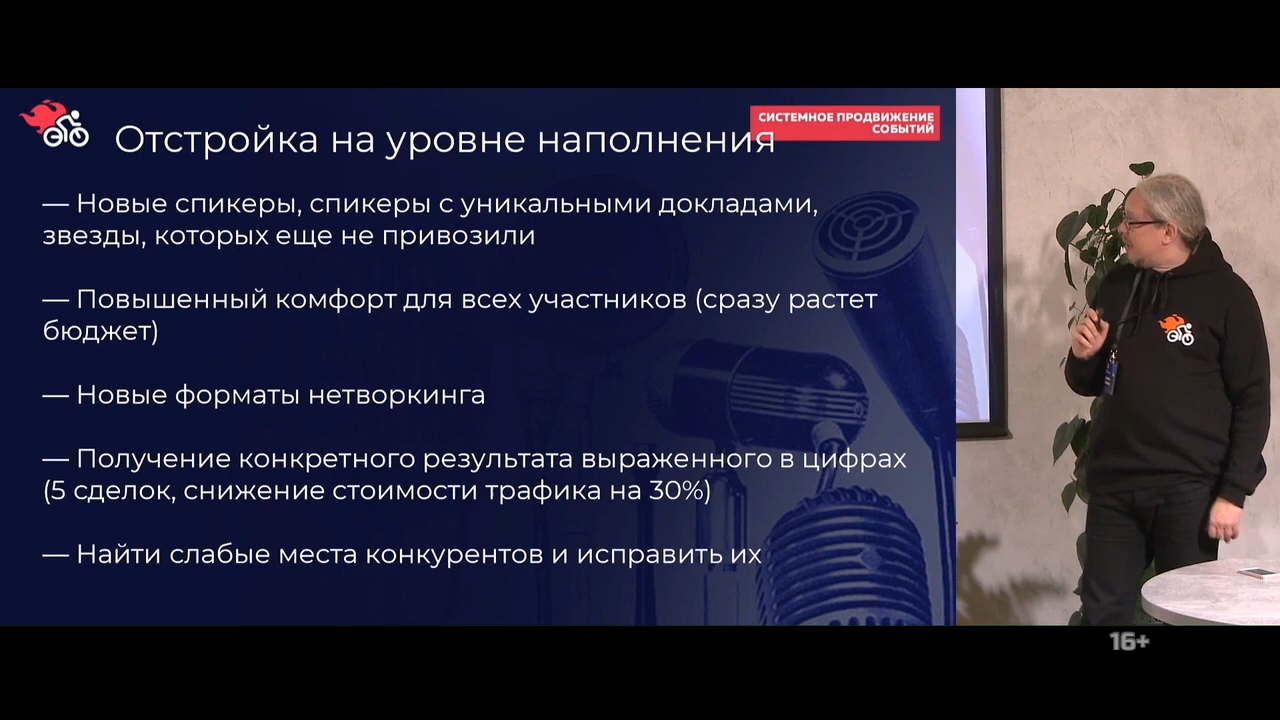 СИСТЕМНОЕ ПРОДВИЖЕНИЕ
СОБЫТИЙ
Отстройка на уровне наполнения
— Новые спикеры, спикеры с уникальными докладами,
звезды, которых еще не привозили
— Повышенный комфорт для всех участников (сразу растет
бюджет)
— Новые форматы нетворкинга
— Получение конкретного результата выраженного в цифрах
(5 сделок, снижение стоимости трафика на 30%)
— Найти слабые места конкурентов и исправить их
16+